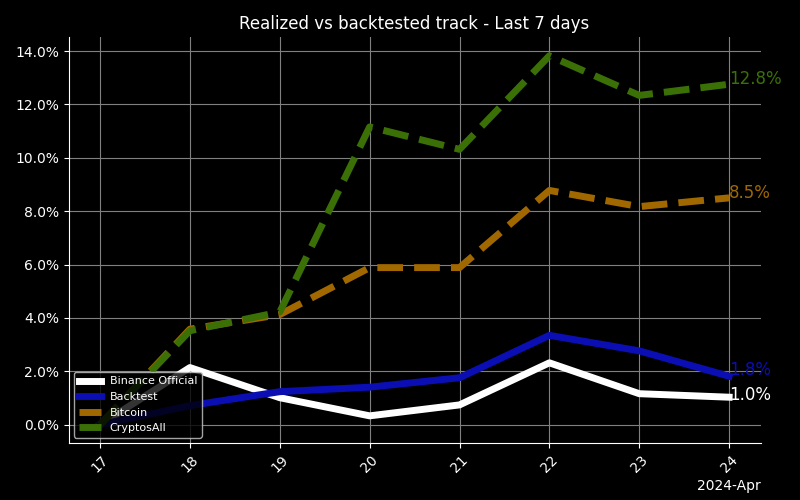 Realized vs backtested track - Last 7 days
14.0%
12.0%
10.0%
8.0%
6.0%
4.0%
2.0%
0.0%
12.8%
8.5%
1.8%
1.0%
Binance Official
Backtest
Bitcoin
CryptosAll
17 18 19 20 21 22 23 24
2024-Apr